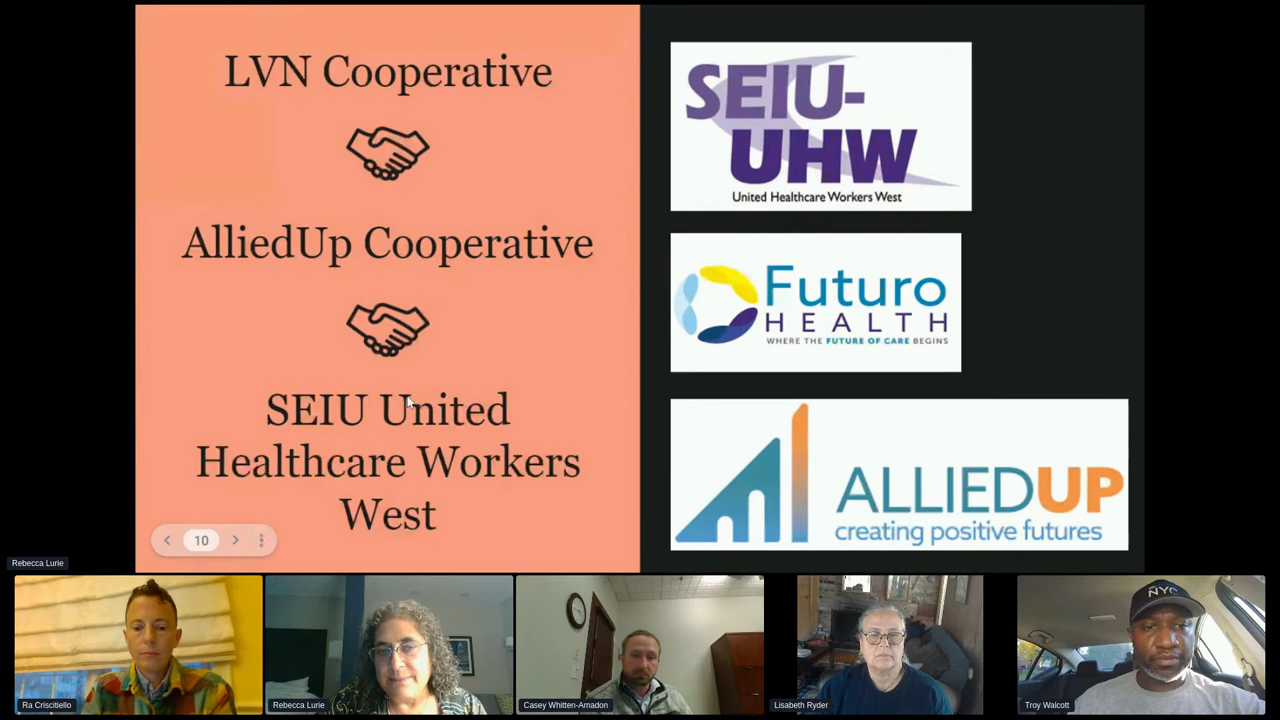 LVN Cooperative
AlliedUp Cooperative
SEIU United
Healthcare Workers
West
10
SEIU-
UHW
United Healthcare Workers West
Futuro
HEALTH
WHERE THE FUTURE OF CARE BEGINS
ALLIEDUP
creating positive futures
Rebecca Lurie
Ra Criscitiello
Rebecca Lurie
Casey Whitten-Amadon
Lisabeth Ryder
NYC
Troy Walcott